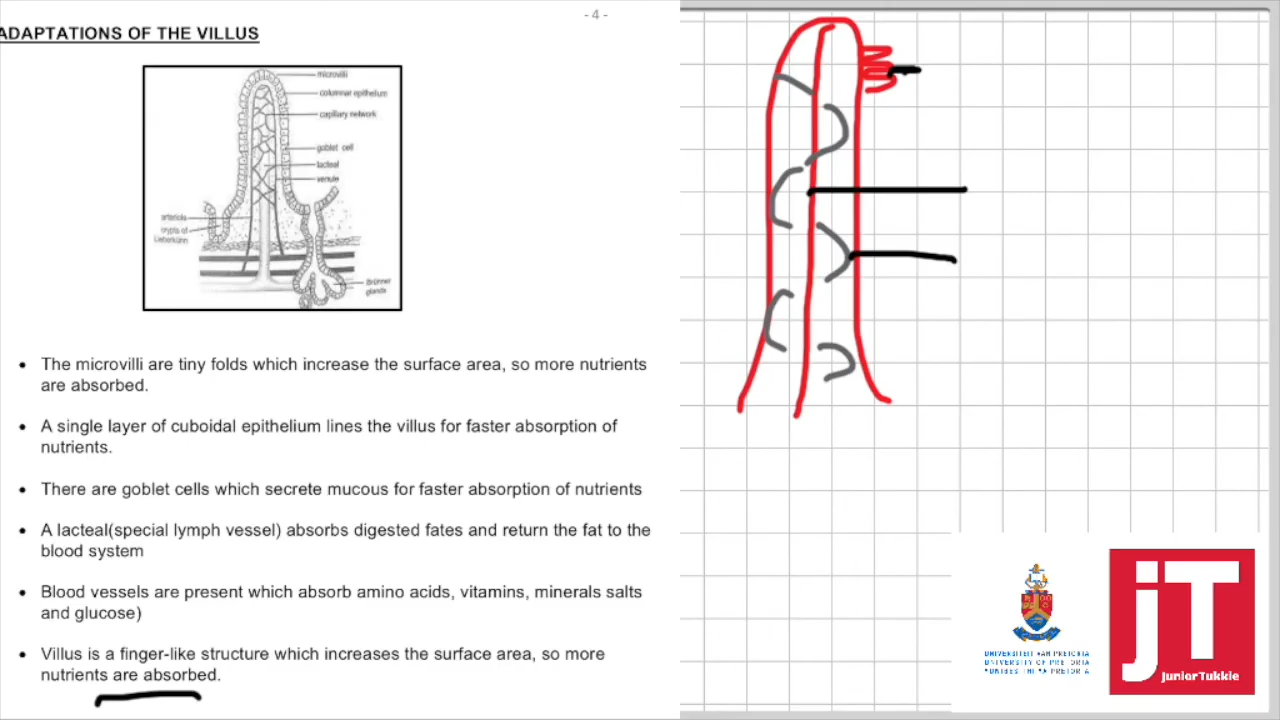 - 4 -
ADAPTATIONS OF THE VILLUS
microvilli
columnar epithelium
capillary network
goblet cell
lacteal
venule
arteriole
crypts of
Lieberkühn
Brünner
glands
• The microvilli are tiny folds which increase the surface area, so more nutrients
are absorbed.
• A single layer of cuboidal epithelium lines the villus for faster absorption of
nutrients.
• There are goblet cells which secrete mucous for faster absorption of nutrients
• A lacteal(special lymph vessel) absorbs digested fates and return the fat to the
blood system
• Blood vessels are present which absorb amino acids, vitamins, minerals salts
and glucose)
• Villus is a finger-like structure which increases the surface area, so more
nutrients are absorbed.
UNIVERSITEIT VAN PRETORIA
UNIVERSITY OF PRETORIA
YUNIBESITHI YA PRETORIA
jT
JuniorTukkie